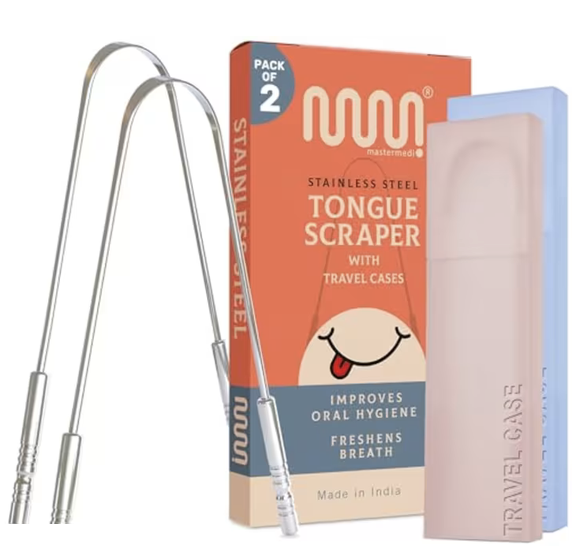 PACK
OF
2
®
mastermedi
STAINLESS STEEL
STAINLESS STEEL
TONGUE
SCRAPER
WITH
TRAVEL CASES
IMPROVES
ORAL HYGIENE
FRESHENS
BREATH
Made in India
TRAVEL CASE